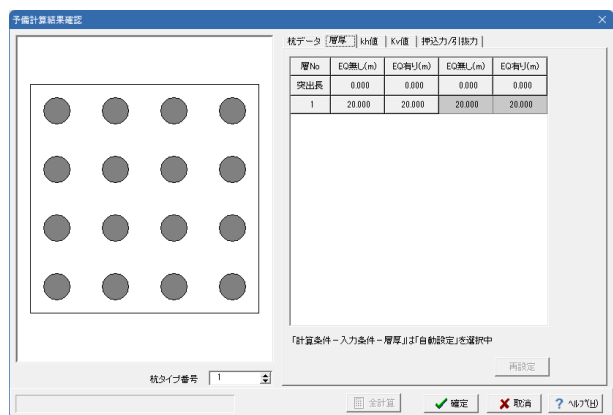 予備計算結果確認
杭データ 層厚 kh値 Kv値 押込力/引抜力
層No EQ無し(m) EQ有り(m) EQ無し(m) EQ有り(m)
突出長 0.000 0.000 0.000 0.000
1 20.000 20.000 20.000 20.000
「計算条件-入力条件-層厚」は「自動設定」を選択中
再設定
杭タイプ番号 1
全計算 確定 取消 ? ヘルプ(H)